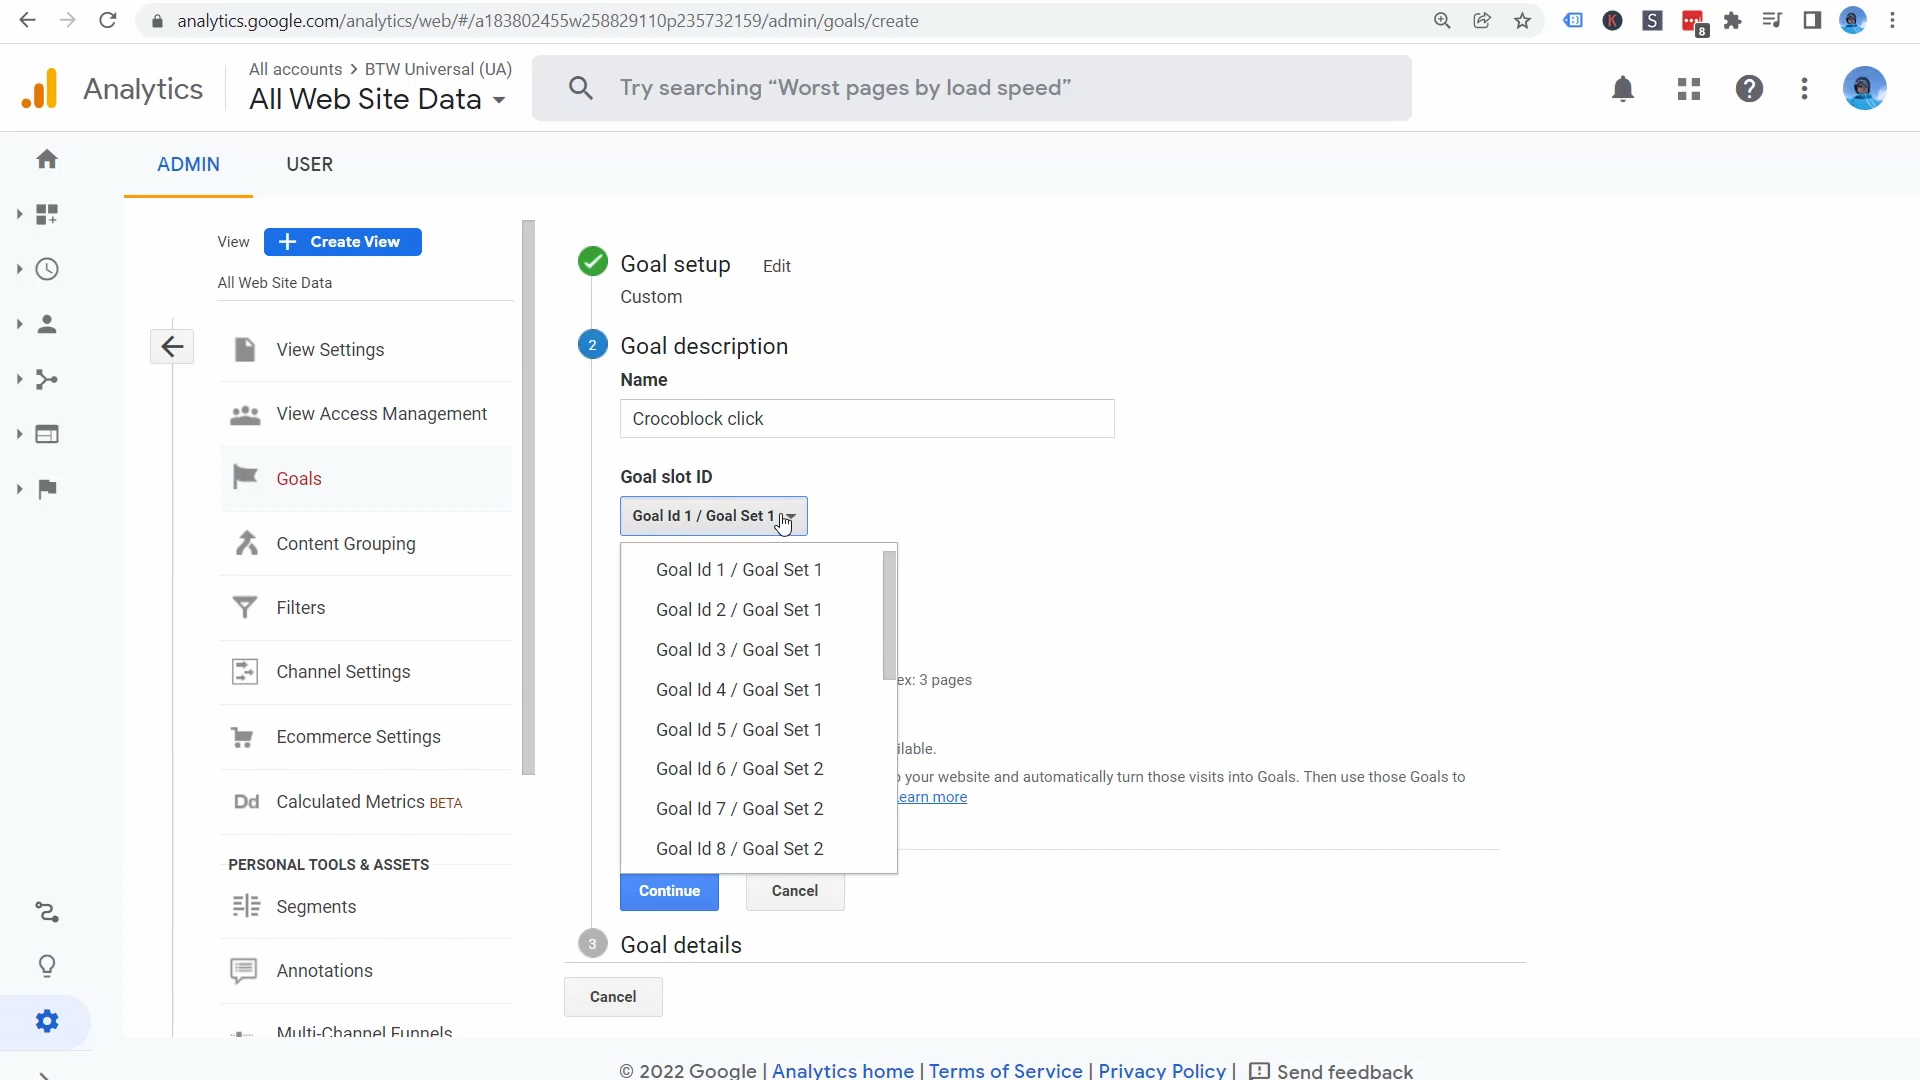 analytics.google.com/analytics/web/#/a183802455w258829110p235732159/admin/goals/create
K
S
8
Analytics
All accounts > BTW Universal (UA)
All Web Site Data
Try searching “Worst pages by load speed”
ADMIN
USER
View
Create View
All Web Site Data
View Settings
View Access Management
Goals
Content Grouping
Filters
Channel Settings
Ecommerce Settings
Dd Calculated Metrics BETA
PERSONAL TOOLS & ASSETS
Segments
Annotations
Multi-Channel Funnels
Goal setup
Edit
Custom
2
Goal description
Name
Crocoblock click
Goal slot ID
Goal Id 1 / Goal Set 1
Goal Id 1 / Goal Set 1
Goal Id 2 / Goal Set 1
Goal Id 3 / Goal Set 1
Goal Id 4 / Goal Set 1
Goal Id 5 / Goal Set 1
Goal Id 6 / Goal Set 2
Goal Id 7 / Goal Set 2
Goal Id 8 / Goal Set 2
ex: 3 pages
ilable.
your website and automatically turn those visits into Goals. Then use those Goals to
earn more
Continue
Cancel
3
Goal details
Cancel
© 2022 Google | Analytics home | Terms of Service | Privacy Policy | Send feedback